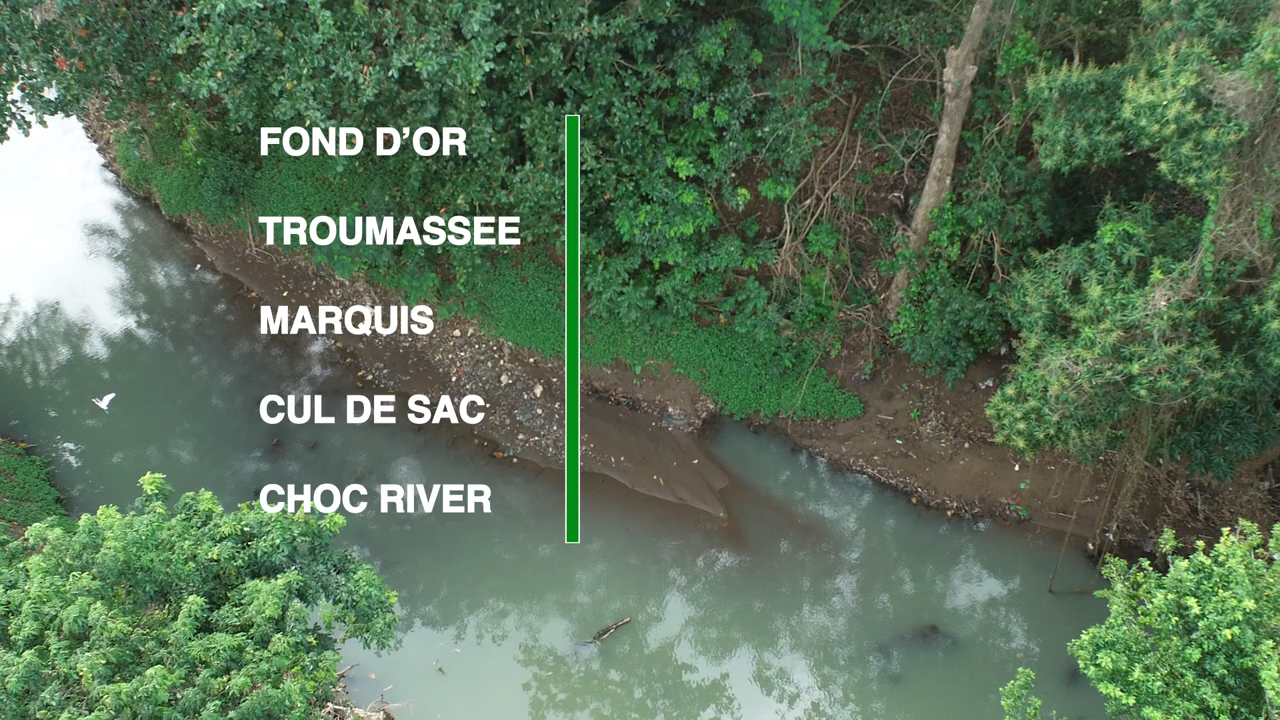 FOND D’OR
TROUMASSEE
MARQUIS
CUL DE SAC
CHOC RIVER